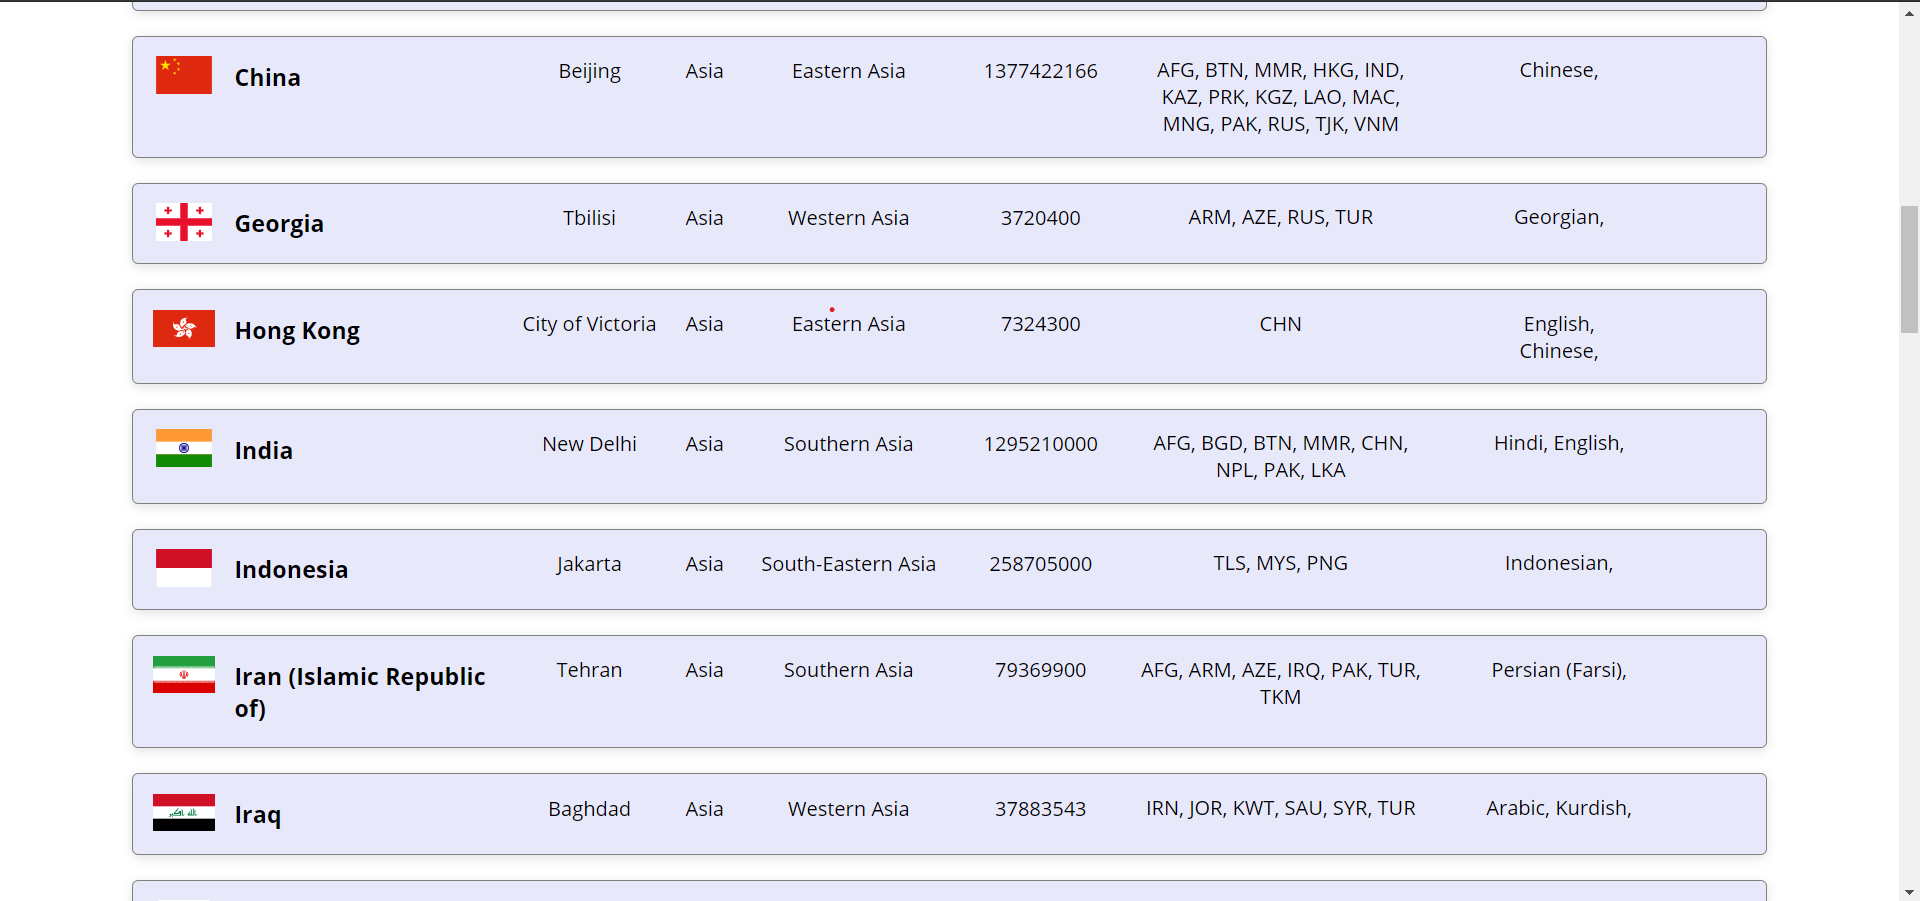 China
Beijing
Asia
Eastern Asia
1377422166
AFG, BTN, MMR, HKG, IND,
KAZ, PRK, KGZ, LAO, MAC,
MNG, PAK, RUS, TJK, VNM
Chinese,
Georgia
Tbilisi
Asia
Western Asia
3720400
ARM, AZE, RUS, TUR
Georgian,
Hong Kong
City of Victoria
Asia
Eastern Asia
7324300
CHN
English,
Chinese,
India
New Delhi
Asia
Southern Asia
1295210000
AFG, BGD, BTN, MMR, CHN,
NPL, PAK, LKA
Hindi, English,
Indonesia
Jakarta
Asia
South-Eastern Asia
258705000
TLS, MYS, PNG
Indonesian,
Iran (Islamic Republic
of)
Tehran
Asia
Southern Asia
79369900
AFG, ARM, AZE, IRQ, PAK, TUR,
TKM
Persian (Farsi),
Iraq
Baghdad
Asia
Western Asia
37883543
IRN, JOR, KWT, SAU, SYR, TUR
Arabic, Kurdish,